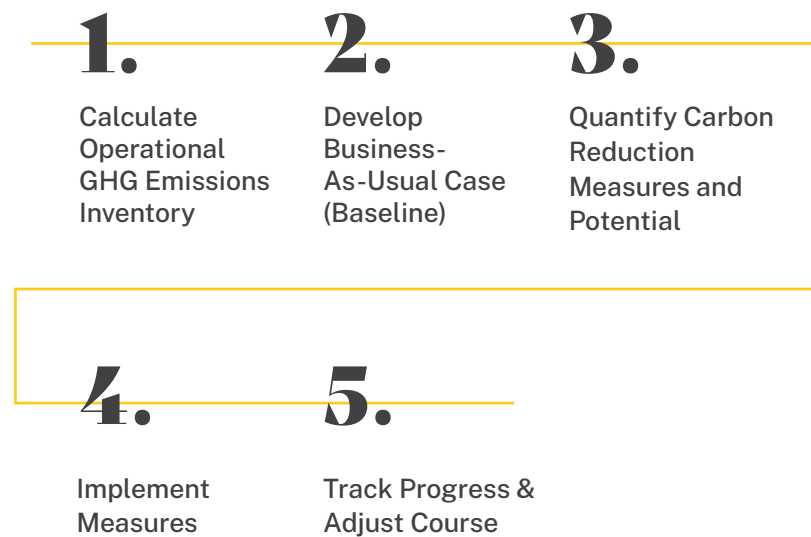 1.
Calculate
Operational
GHG Emissions
Inventory
2.
Develop
Business-
As-Usual Case
(Baseline)
3.
Quantify Carbon
Reduction
Measures and
Potential
4.
Implement
Measures
5.
Track Progress &
Adjust Course